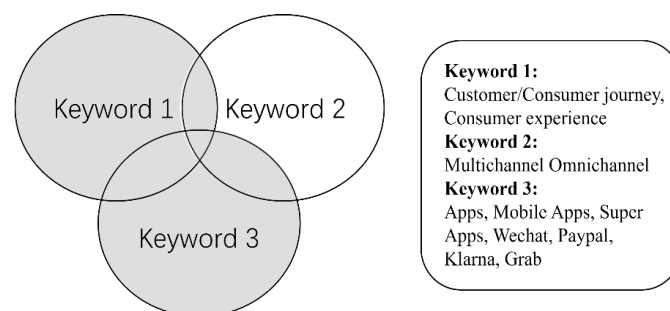 Keyword 1
Keyword 2
Keyword 3
Keyword 1:
Customer/Consumer journey,
Consumer experience
Keyword 2:
Multichannel Omnichannel
Keyword 3:
Apps, Mobile Apps, Super
Apps, Wechat, Paypal,
Klarna, Grab